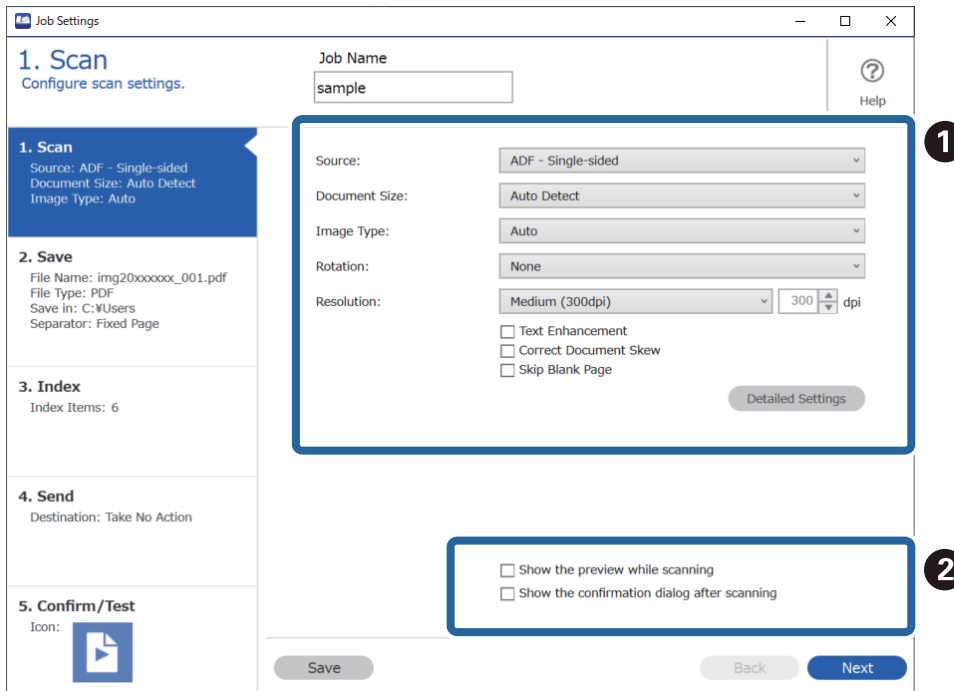 Job Settings
1. Scan
Configure scan settings.
Job Name
sample
Help
1. Scan
Source: ADF - Single-sided
Document Size: Auto Detect
Image Type: Auto
2. Save
File Name: img20xxxxxx_001.pdf
File Type: PDF
Save in: C:¥Users
Separator: Fixed Page
3. Index
Index Items: 6
4. Send
Destination: Take No Action
5. Confirm/Test
Icon:
1
Source: ADF - Single-sided
Document Size: Auto Detect
Image Type: Auto
Rotation: None
Resolution: Medium (300dpi) 300 dpi
Text Enhancement
Correct Document Skew
Skip Blank Page
Detailed Settings
2
Show the preview while scanning
Show the confirmation dialog after scanning
Save Back Next